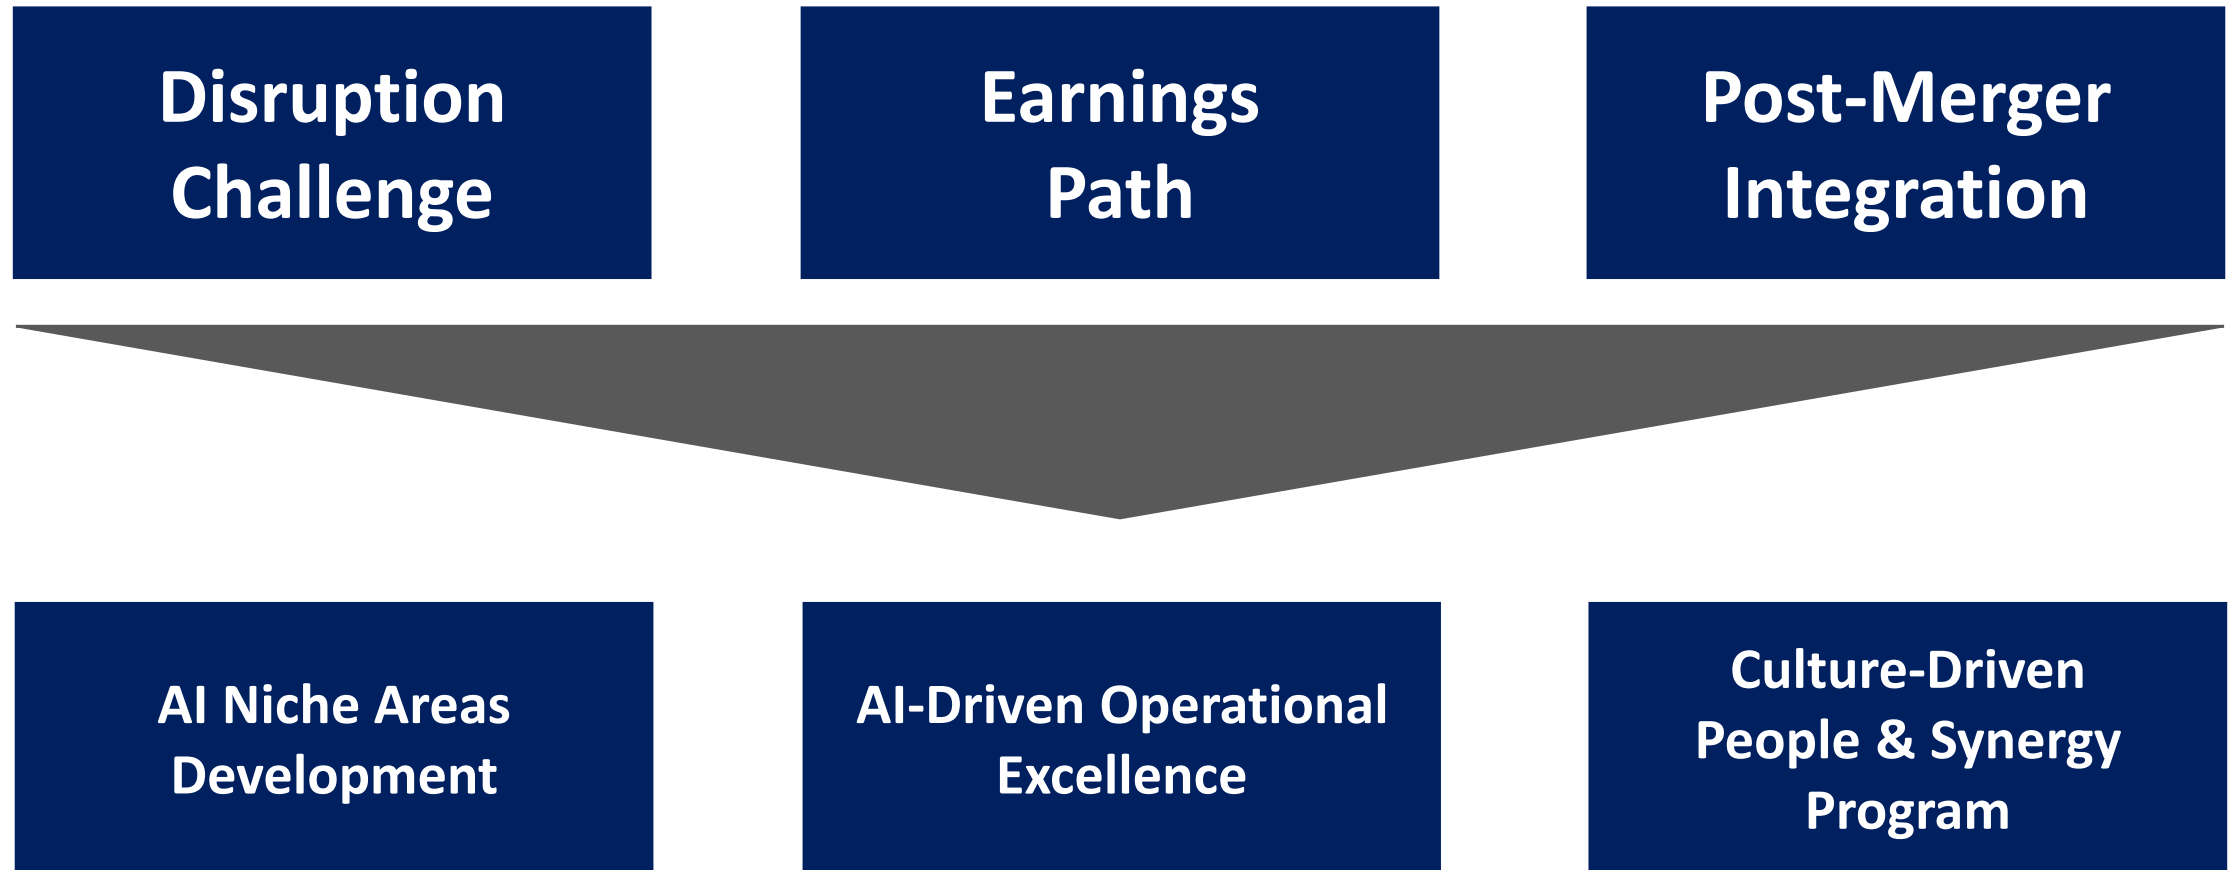 Disruption
Challenge
Earnings
Path
Post-Merger
Integration
AI Niche Areas
Development
AI-Driven Operational
Excellence
Culture-Driven
People & Synergy
Program